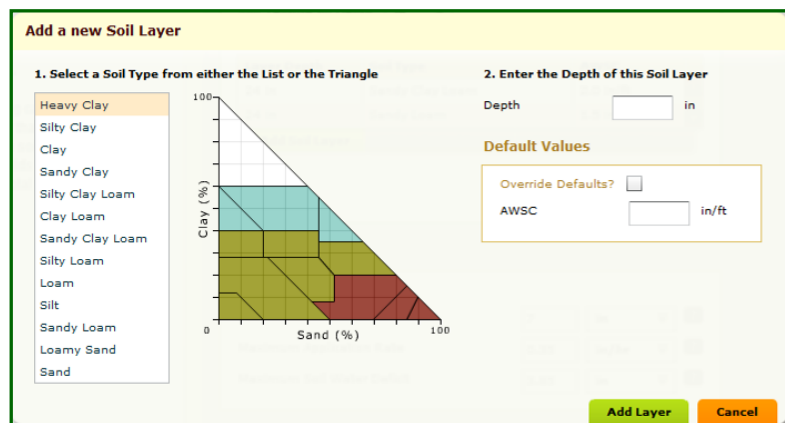 Add a new Soil Layer
1. Select a Soil Type from either the List or the Triangle
Heavy Clay
Silty Clay
Clay
Sandy Clay
Silty Clay Loam
Clay Loam
Sandy Clay Loam
Silty Loam
Loam
Silt
Sandy Loam
Loamy Sand
Sand
100
Clay (%)
0
Sand (%)
100
2. Enter the Depth of this Soil Layer
Depth in
Default Values
Override Defaults?
AWSC in/ft
Add Layer
Cancel